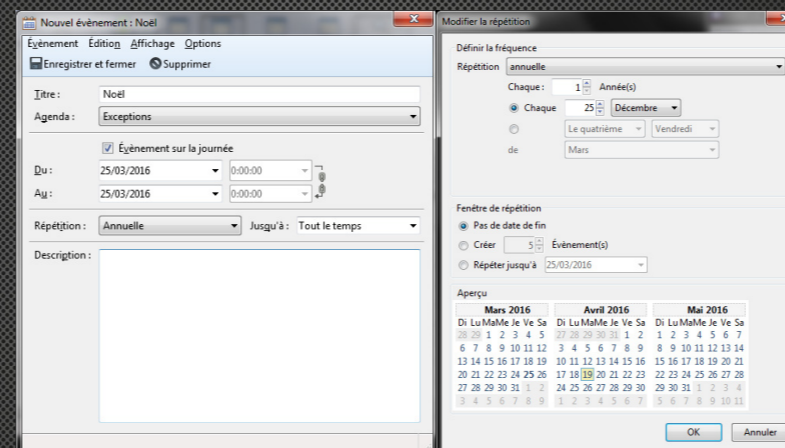 Nouvel évènement : Noël
Évènement Édition Affichage Options
Enregistrer et fermer Supprimer
Titre : Noël
Agenda : Exceptions
Évènement sur la journée
Du : 25/03/2016 0:00:00
Au : 25/03/2016 0:00:00
Répétition : Annuelle Jusqu'à : Tout le temps
Description :
Modifier la répétition
Définir la fréquence
Répétition annuelle
Chaque : 1 Année(s)
Chaque 25 Décembre
Le quatrième Vendredi
de Mars
Fenêtre de répétition
Pas de date de fin
Créer 5 Évènement(s)
Répéter jusqu'à 25/03/2016
Aperçu
Mars 2016 Avril 2016 Mai 2016
Di Lu Ma Me Je Ve Sa Di Lu Ma Me Je Ve Sa Di Lu Ma Me Je Ve Sa
28 29 1 2 3 4 5 27 28 29 30 31 1 2 1 2 3 4 5 6 7
6 7 8 9 10 11 12 3 4 5 6 7 8 9 8 9 10 11 12 13 14
13 14 15 16 17 18 19 10 11 12 13 14 15 16 15 16 17 18 19 20 21
20 21 22 23 24 25 26 17 18 19 20 21 22 23 22 23 24 25 26 27 28
27 28 29 30 31 1 2 24 25 26 27 28 29 30 29 30 31 1 2 3 4
3 4 5 6 7 8 9 1 2 3 4 5 6 7 5 6 7 8 9 10 11
OK Annuler